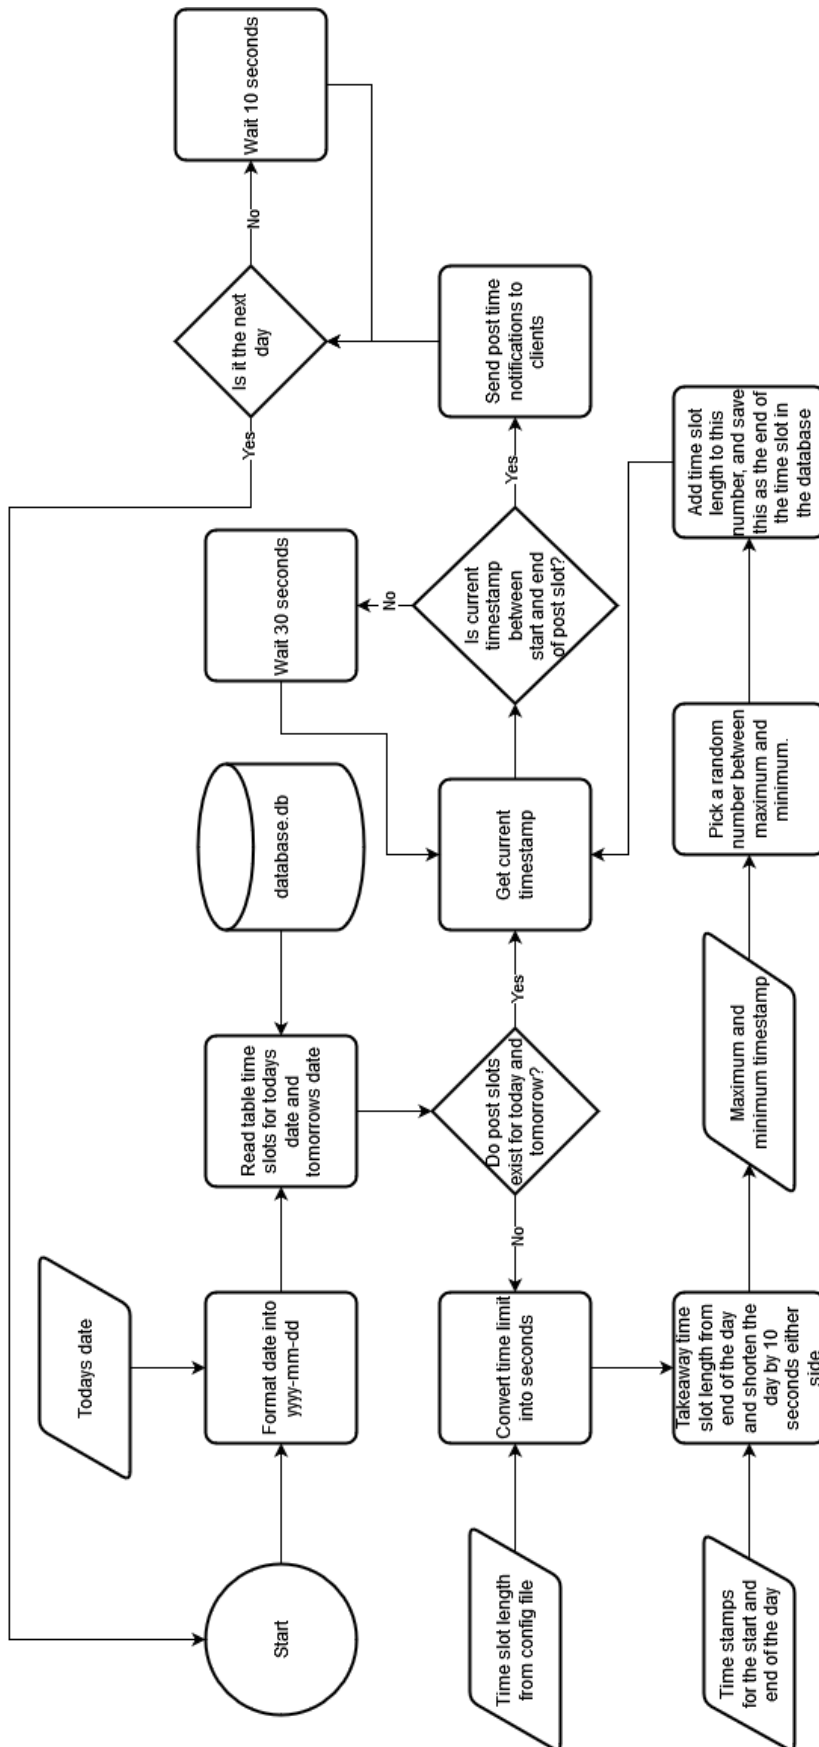 Start
Todays date
Format date into
yyyy-mm-dd
Read table time
slots for todays
date and
tomorrows date
database.db
Wait 30 seconds
Yes
Is it the next
day
No
Wait 10 seconds
Time slot length
from config file
Convert time limit
into seconds
No
Do post slots
exist for today and
tomorrow?
Yes
Get current
timestamp
No
Is current
timestamp
between
start and end
of post slot?
Yes
Send post time
notifications to
clients
Time stamps
for the start and
end of the day
Takeaway time
slot length from
end of the day
and shorten the
day by 10
seconds either
side
Maximum and
minimum timestamp
Pick a random
number between
maximum and
minimum.
Add time slot
length to this
number, and save
this as the end of
the time slot in
the database